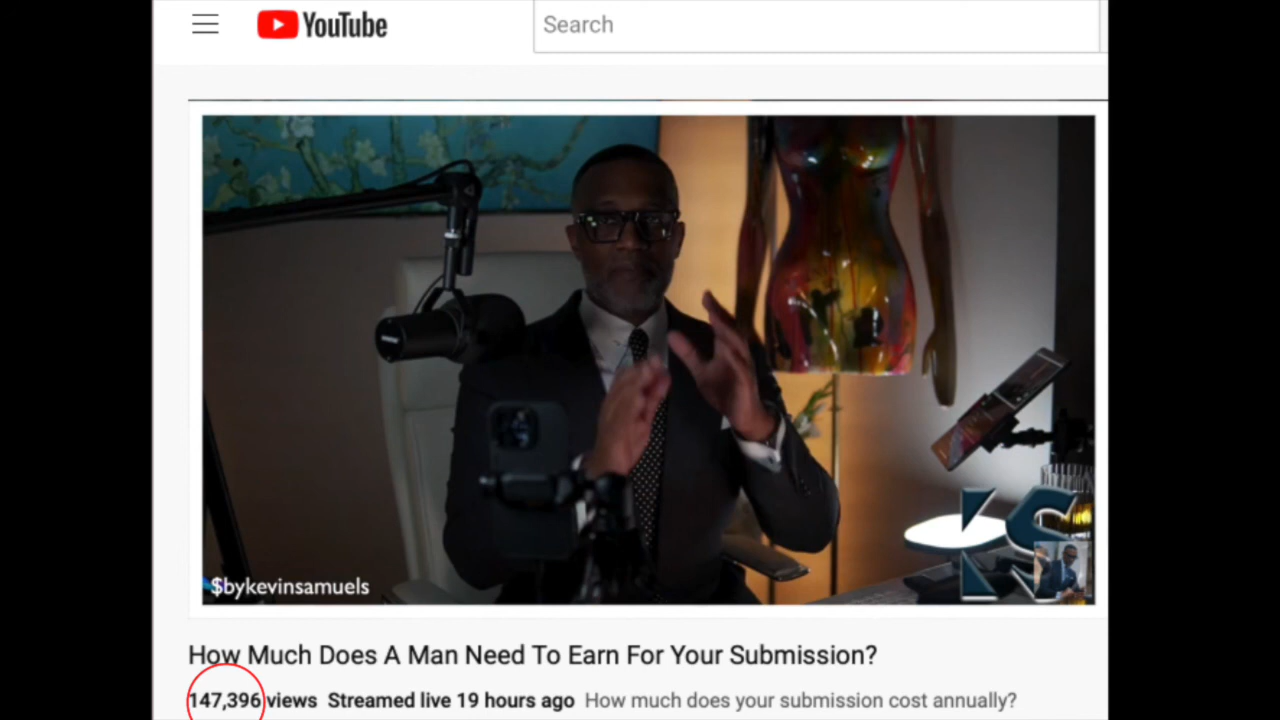 YouTube
Search
$bykevinsamuels
KS
How Much Does A Man Need To Earn For Your Submission?
147,396 views Streamed live 19 hours ago How much does your submission cost annually?